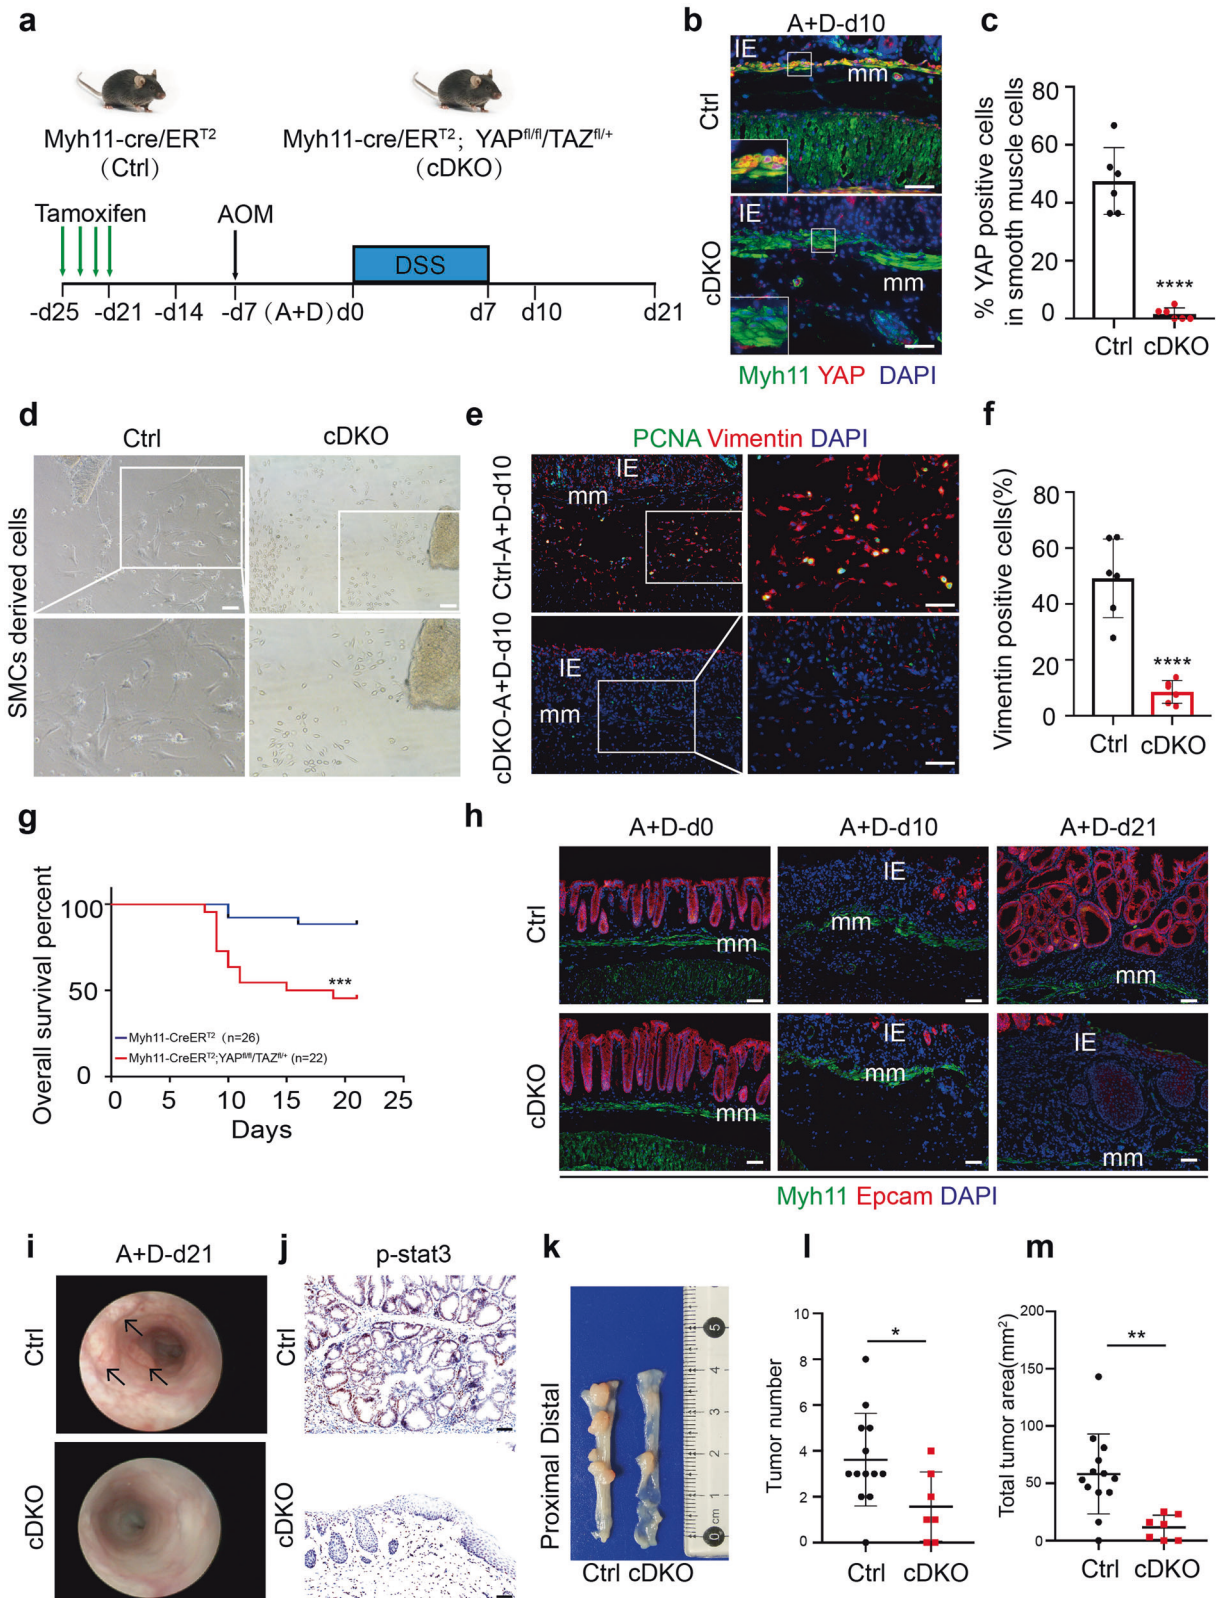 a
Myh11-cre/ER^T2
(Ctrl)
Myh11-cre/ER^T2; YAP^fl/fl/TAZ^fl/+
(cDKO)
Tamoxifen
AOM
DSS
-d25 -d21 -d14 -d7 (A+D) d0 d7 d10 d21
b
A+D-d10
IE
mm
Ctrl
IE
mm
cDKO
Myh11 YAP DAPI
c
% YAP positive cells
in smooth muscle cells
80
60
40
20
0
****
Ctrl cDKO
d
Ctrl cDKO
SMCs derived cells
e
PCNA Vimentin DAPI
Ctrl-A+D-d10
IE
mm
cDKO-A+D-d10
IE
mm
f
Vimentin positive cells(%)
80
60
40
20
0
****
Ctrl cDKO
g
Overall survival percent
100
50
0
***
Myh11-CreER^T2 (n=26)
Myh11-CreER^T2;YAP^fl/fl/TAZ^fl/+ (n=22)
0 5 10 15 20 25
Days
h
A+D-d0 A+D-d10 A+D-d21
Ctrl
mm
IE
mm
mm
cDKO
mm
IE
mm
IE
mm
Myh11 Epcam DAPI
i
A+D-d21
Ctrl
cDKO
j
p-stat3
Ctrl
cDKO
k
Proximal Distal
5
4
3
2
1
0 cm
Ctrl cDKO
l
Tumor number
10
8
6
4
2
0
*
Ctrl cDKO
m
Total tumor area(mm²)
200
150
100
50
0
**
Ctrl cDKO